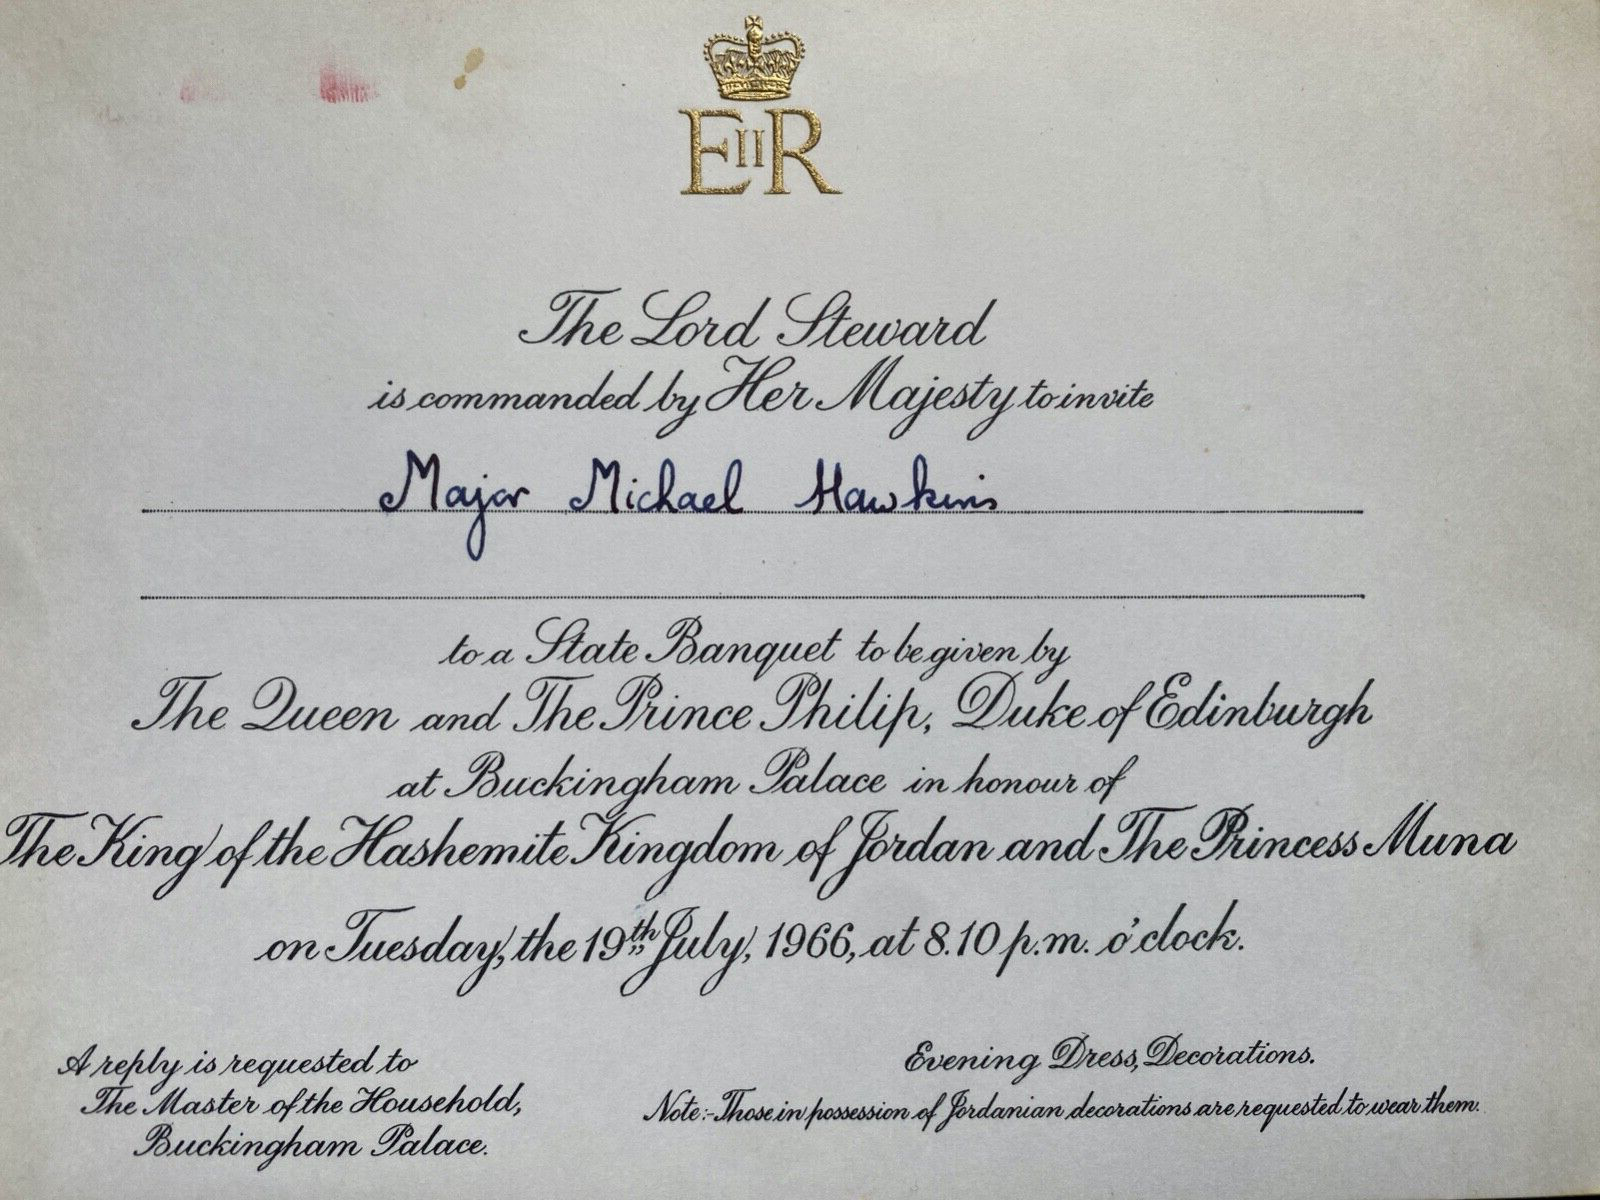 EIIR
The Lord Steward
is commanded by Her Majesty to invite
Major Michael Hawkins
to a State Banquet to be given by
The Queen and The Prince Philip, Duke of Edinburgh
at Buckingham Palace in honour of
The King of the Hashemite Kingdom of Jordan and The Princess Muna
on Tuesday, the 19th July, 1966, at 8.10 p.m. o'clock.
A reply is requested to
The Master of the Household,
Buckingham Palace.
Evening Dress, Decorations.
Note:- Those in possession of Jordanian decorations are requested to wear them.